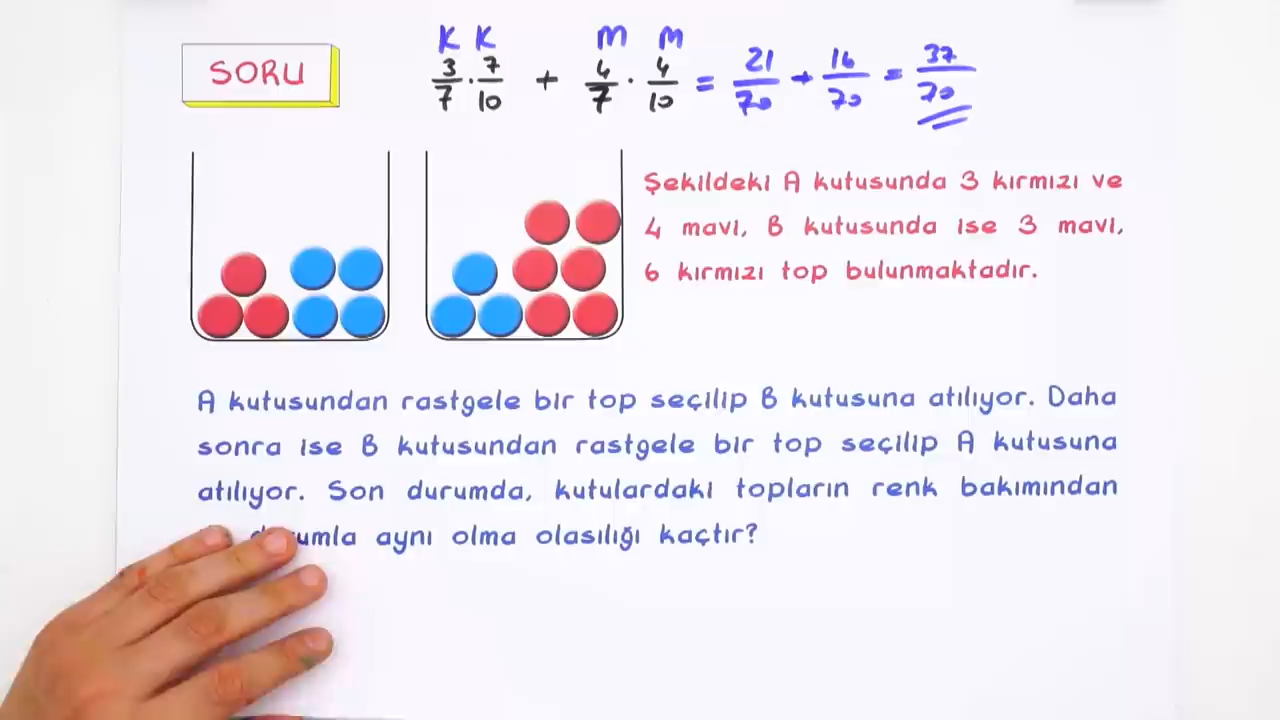 SORU
K K M M
3/7 . 7/10 + 4/7 . 4/10 = 21/70 + 16/70 = 37/70
Şekildeki A kutusunda 3 kırmızı ve
4 mavi, B kutusunda ise 3 mavi,
6 kırmızı top bulunmaktadır.
A kutusundan rastgele bir top seçilip B kutusuna atılıyor. Daha
sonra ise B kutusundan rastgele bir top seçilip A kutusuna
atılıyor. Son durumda, kutulardaki topların renk bakımından
aynı olma olasılığı kaçtır?